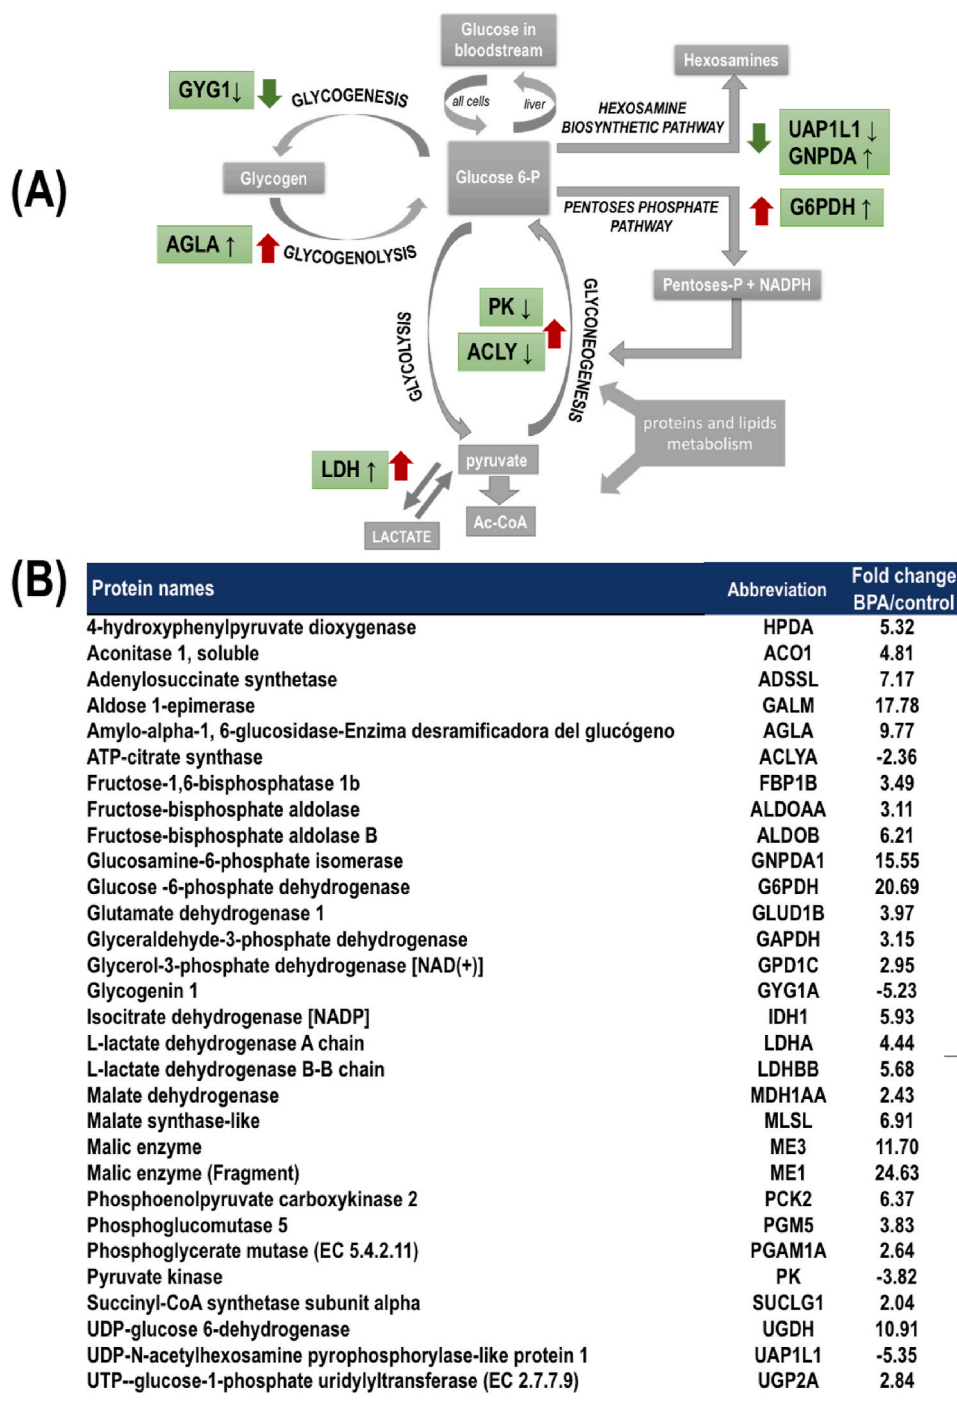 (A)
Glucose in
bloodstream
all cells
liver
GYG1↓
GLYCOGENESIS
Glycogen
AGLA ↑
GLYCOGENOLYSIS
Glucose 6-P
HEXOSAMINE
BIOSYNTHETIC PATHWAY
Hexosamines
UAP1L1 ↓
GNPDA ↑
PENTOSES PHOSPHATE
PATHWAY
G6PDH ↑
Pentoses-P + NADPH
GLYCOLYSIS
PK ↓
ACLY ↓
GLYCONEOGENESIS
proteins and lipids
metabolism
LDH ↑
pyruvate
LACTATE
Ac-CoA
(B)
Protein names Abbreviation Fold change BPA/control
4-hydroxyphenylpyruvate dioxygenase HPDA 5.32
Aconitase 1, soluble ACO1 4.81
Adenylosuccinate synthetase ADSSL 7.17
Aldose 1-epimerase GALM 17.78
Amylo-alpha-1, 6-glucosidase-Enzima desramificadora del glucógeno AGLA 9.77
ATP-citrate synthase ACLYA -2.36
Fructose-1,6-bisphosphatase 1b FBP1B 3.49
Fructose-bisphosphate aldolase ALDOAA 3.11
Fructose-bisphosphate aldolase B ALDOB 6.21
Glucosamine-6-phosphate isomerase GNPDA1 15.55
Glucose -6-phosphate dehydrogenase G6PDH 20.69
Glutamate dehydrogenase 1 GLUD1B 3.97
Glyceraldehyde-3-phosphate dehydrogenase GAPDH 3.15
Glycerol-3-phosphate dehydrogenase [NAD(+)] GPD1C 2.95
Glycogenin 1 GYG1A -5.23
Isocitrate dehydrogenase [NADP] IDH1 5.93
L-lactate dehydrogenase A chain LDHA 4.44
L-lactate dehydrogenase B-B chain LDHBB 5.68
Malate dehydrogenase MDH1AA 2.43
Malate synthase-like MLSL 6.91
Malic enzyme ME3 11.70
Malic enzyme (Fragment) ME1 24.63
Phosphoenolpyruvate carboxykinase 2 PCK2 6.37
Phosphoglucomutase 5 PGM5 3.83
Phosphoglycerate mutase (EC 5.4.2.11) PGAM1A 2.64
Pyruvate kinase PK -3.82
Succinyl-CoA synthetase subunit alpha SUCLG1 2.04
UDP-glucose 6-dehydrogenase UGDH 10.91
UDP-N-acetylhexosamine pyrophosphorylase-like protein 1 UAP1L1 -5.35
UTP--glucose-1-phosphate uridylyltransferase (EC 2.7.7.9) UGP2A 2.84